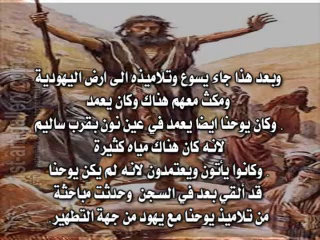 وبعد هذا جاء يسوع وتلاميذه الى ارض اليهودية
ومكث معهم هناك وكان يعمد
. وكان يوحنا ايضا يعمد في عين نون بقرب ساليم
لانه كان هناك مياه كثيرة
. وكانوا يأتون ويعتمدون لانه لم يكن يوحنا
قد ألقي بعد في السجن وحدثت مباحثة
من تلاميذ يوحنا مع يهود من جهة التطهير